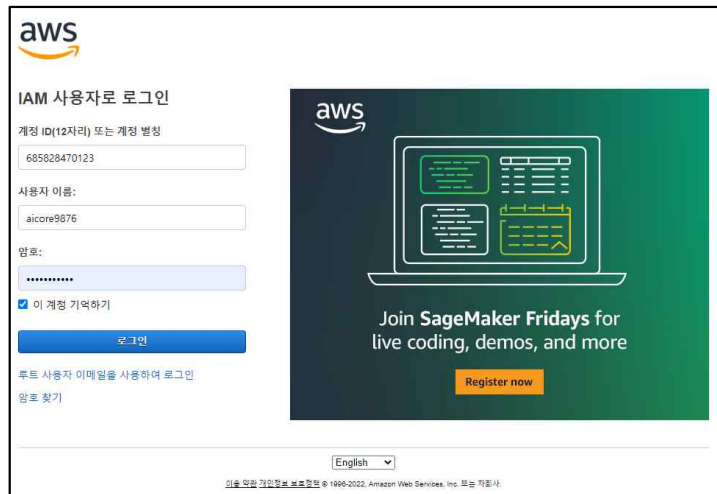 aws
IAM 사용자로 로그인
계정 ID(12자리) 또는 계정 별칭
685828470123
사용자 이름:
aicore9876
암호:
•••••••••••
이 계정 기억하기
로그인
루트 사용자 이메일을 사용하여 로그인
암호 찾기
aws
Join SageMaker Fridays for
live coding, demos, and more
Register now
English
이용 약관 개인정보 보호정책 © 1996-2022, Amazon Web Services, Inc. 또는 자회사.